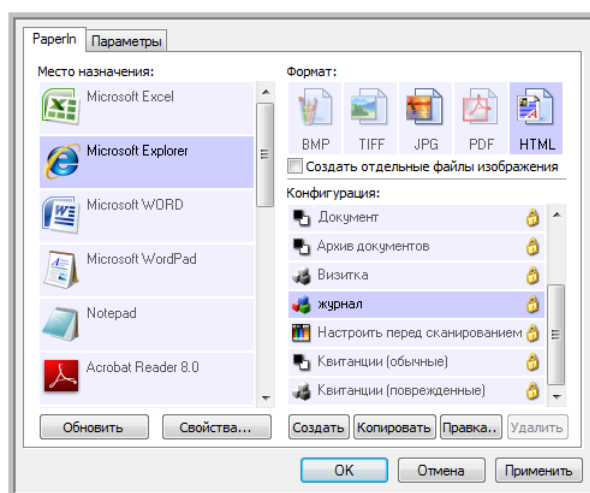 PaperIn
Параметры
Место назначения:
Microsoft Excel
Microsoft Explorer
Microsoft WORD
Microsoft WordPad
Notepad
Acrobat Reader 8.0
Обновить
Свойства...
Формат:
BMP TIFF JPG PDF HTML
Создать отдельные файлы изображения
Конфигурация:
Документ
Архив документов
Визитка
журнал
Настроить перед сканированием
Квитанции (обычные)
Квитанции (поврежденные)
Создать Копировать Правка.. Удалить
OK Отмена Применить